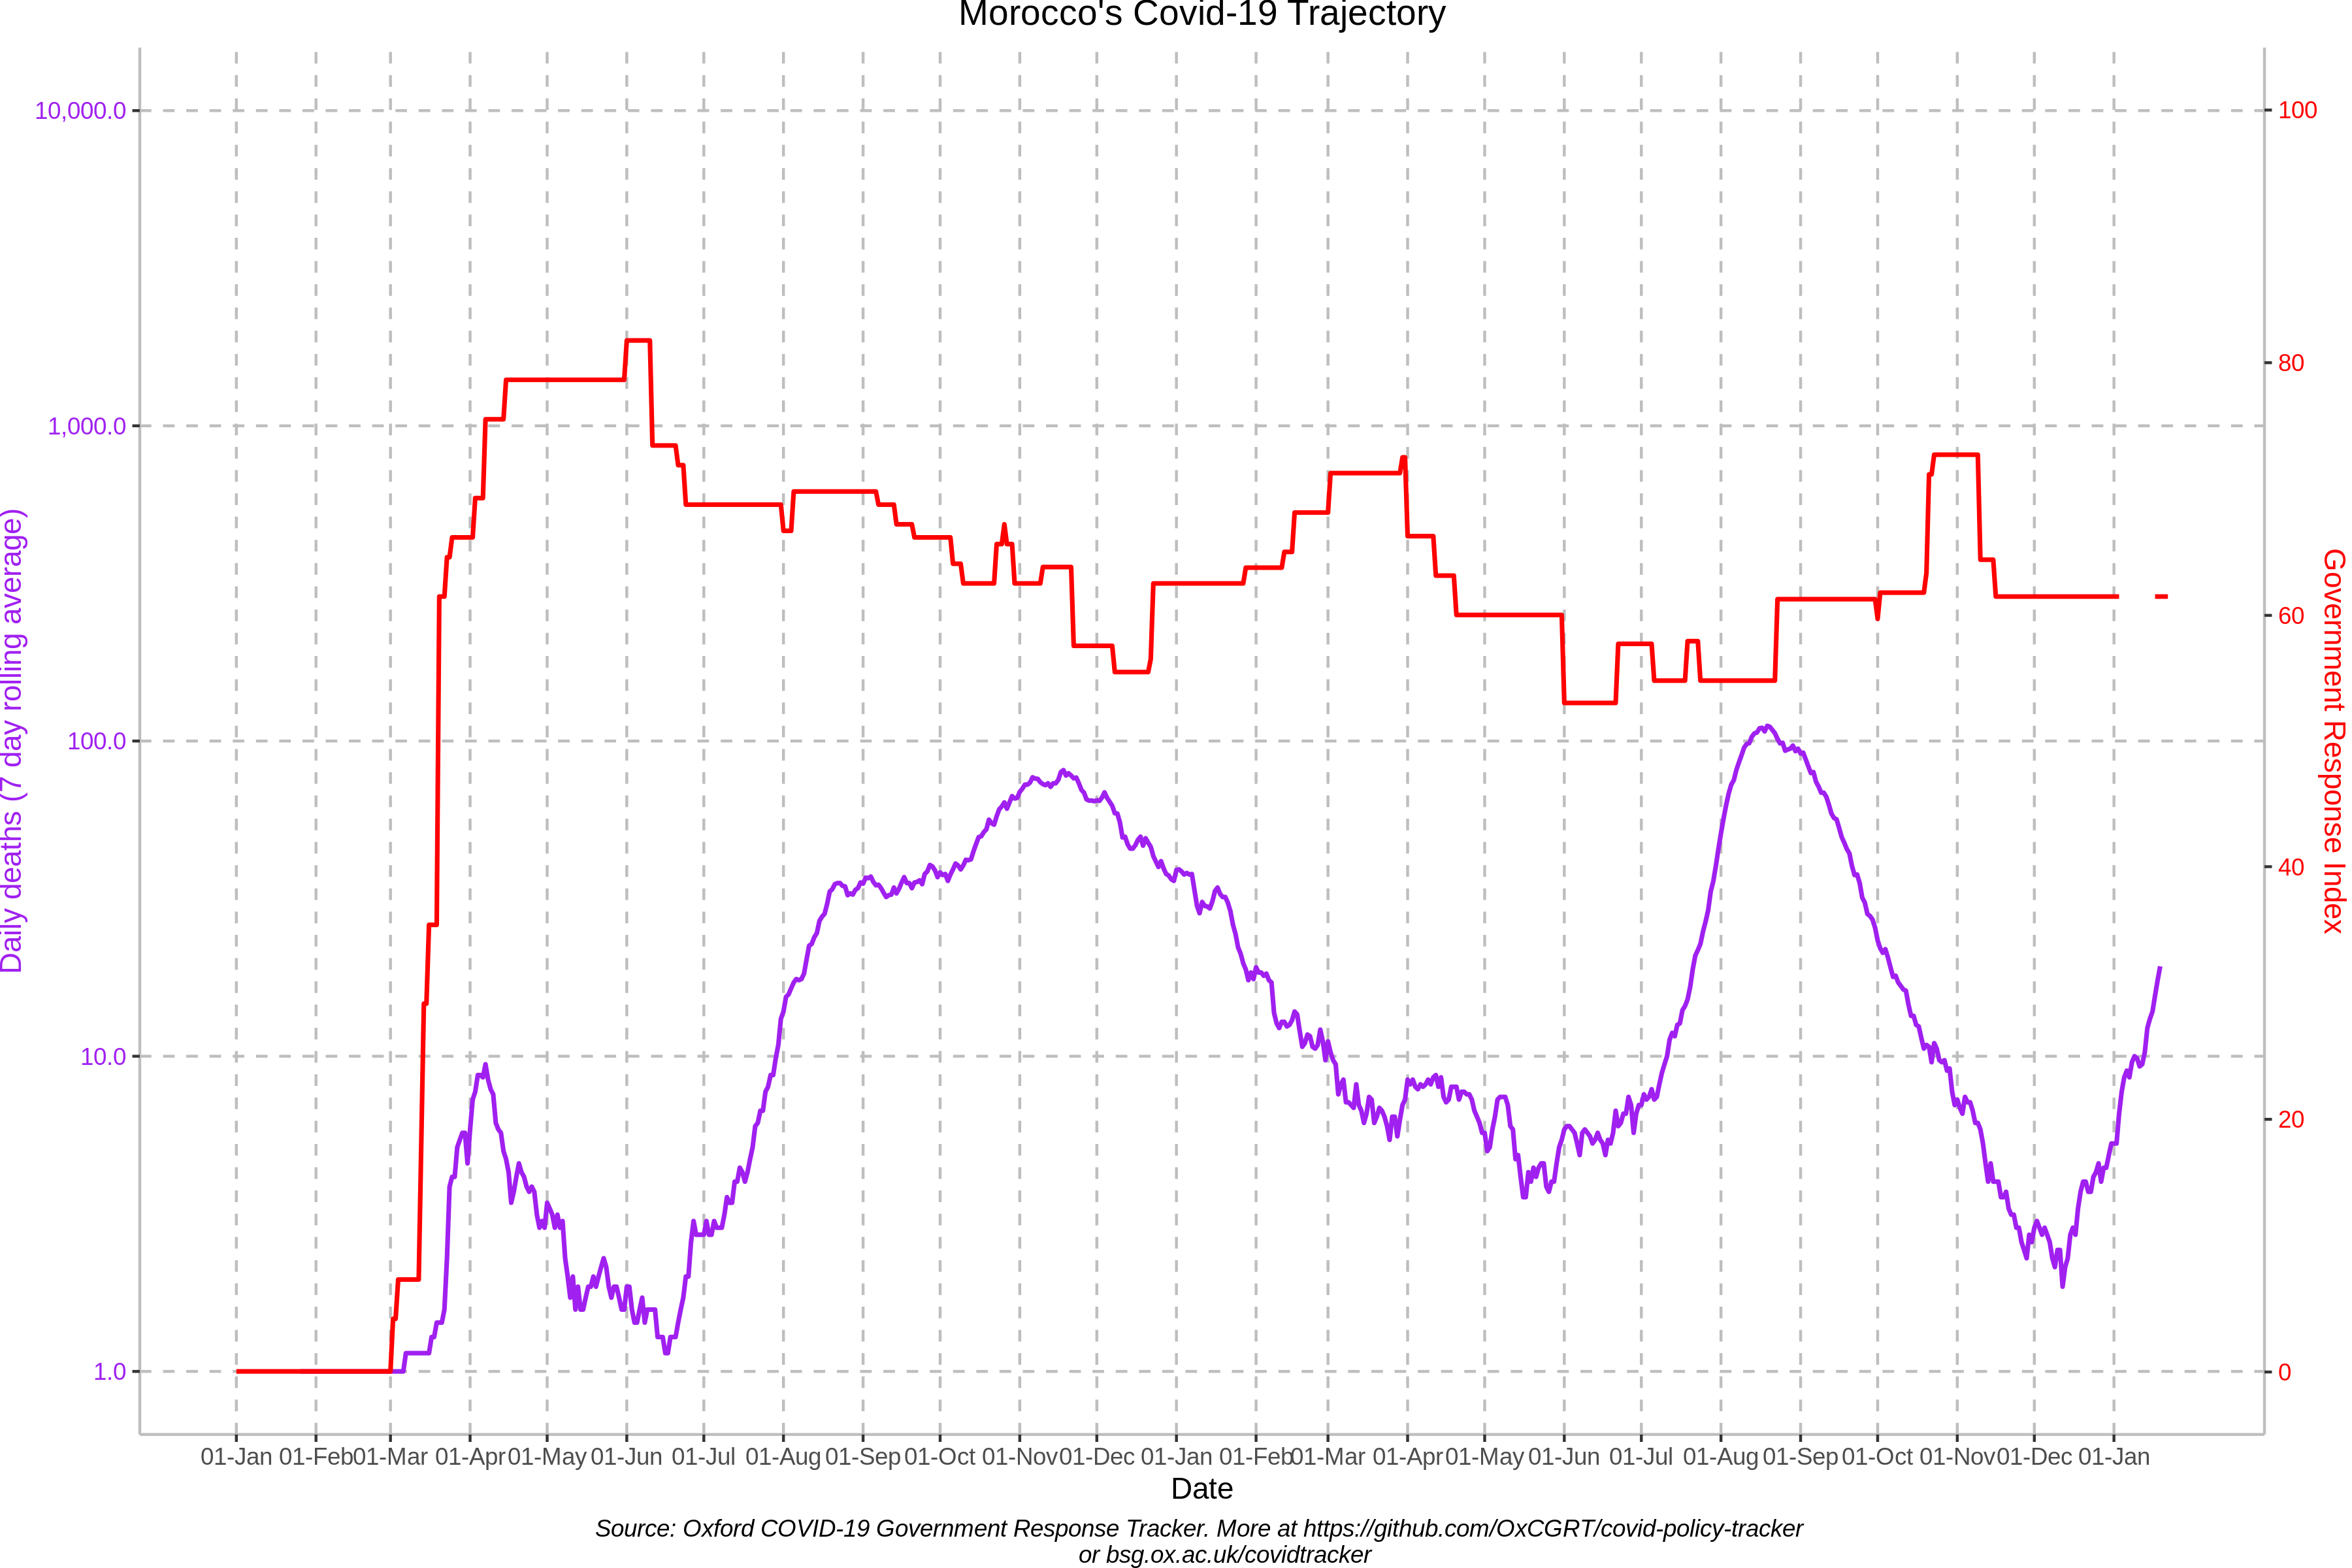 Morocco's Covid-19 Trajectory
10,000.0
1,000.0
100.0
10.0
1.0
Daily deaths (7 day rolling average)
100
80
60
40
20
0
Government Response Index
01-Jan 01-Feb 01-Mar 01-Apr 01-May 01-Jun 01-Jul 01-Aug 01-Sep 01-Oct 01-Nov 01-Dec 01-Jan 01-Feb 01-Mar 01-Apr 01-May 01-Jun 01-Jul 01-Aug 01-Sep 01-Oct 01-Nov 01-Dec 01-Jan
Date
Source: Oxford COVID-19 Government Response Tracker. More at https://github.com/OxCGRT/covid-policy-tracker
or bsg.ox.ac.uk/covidtracker